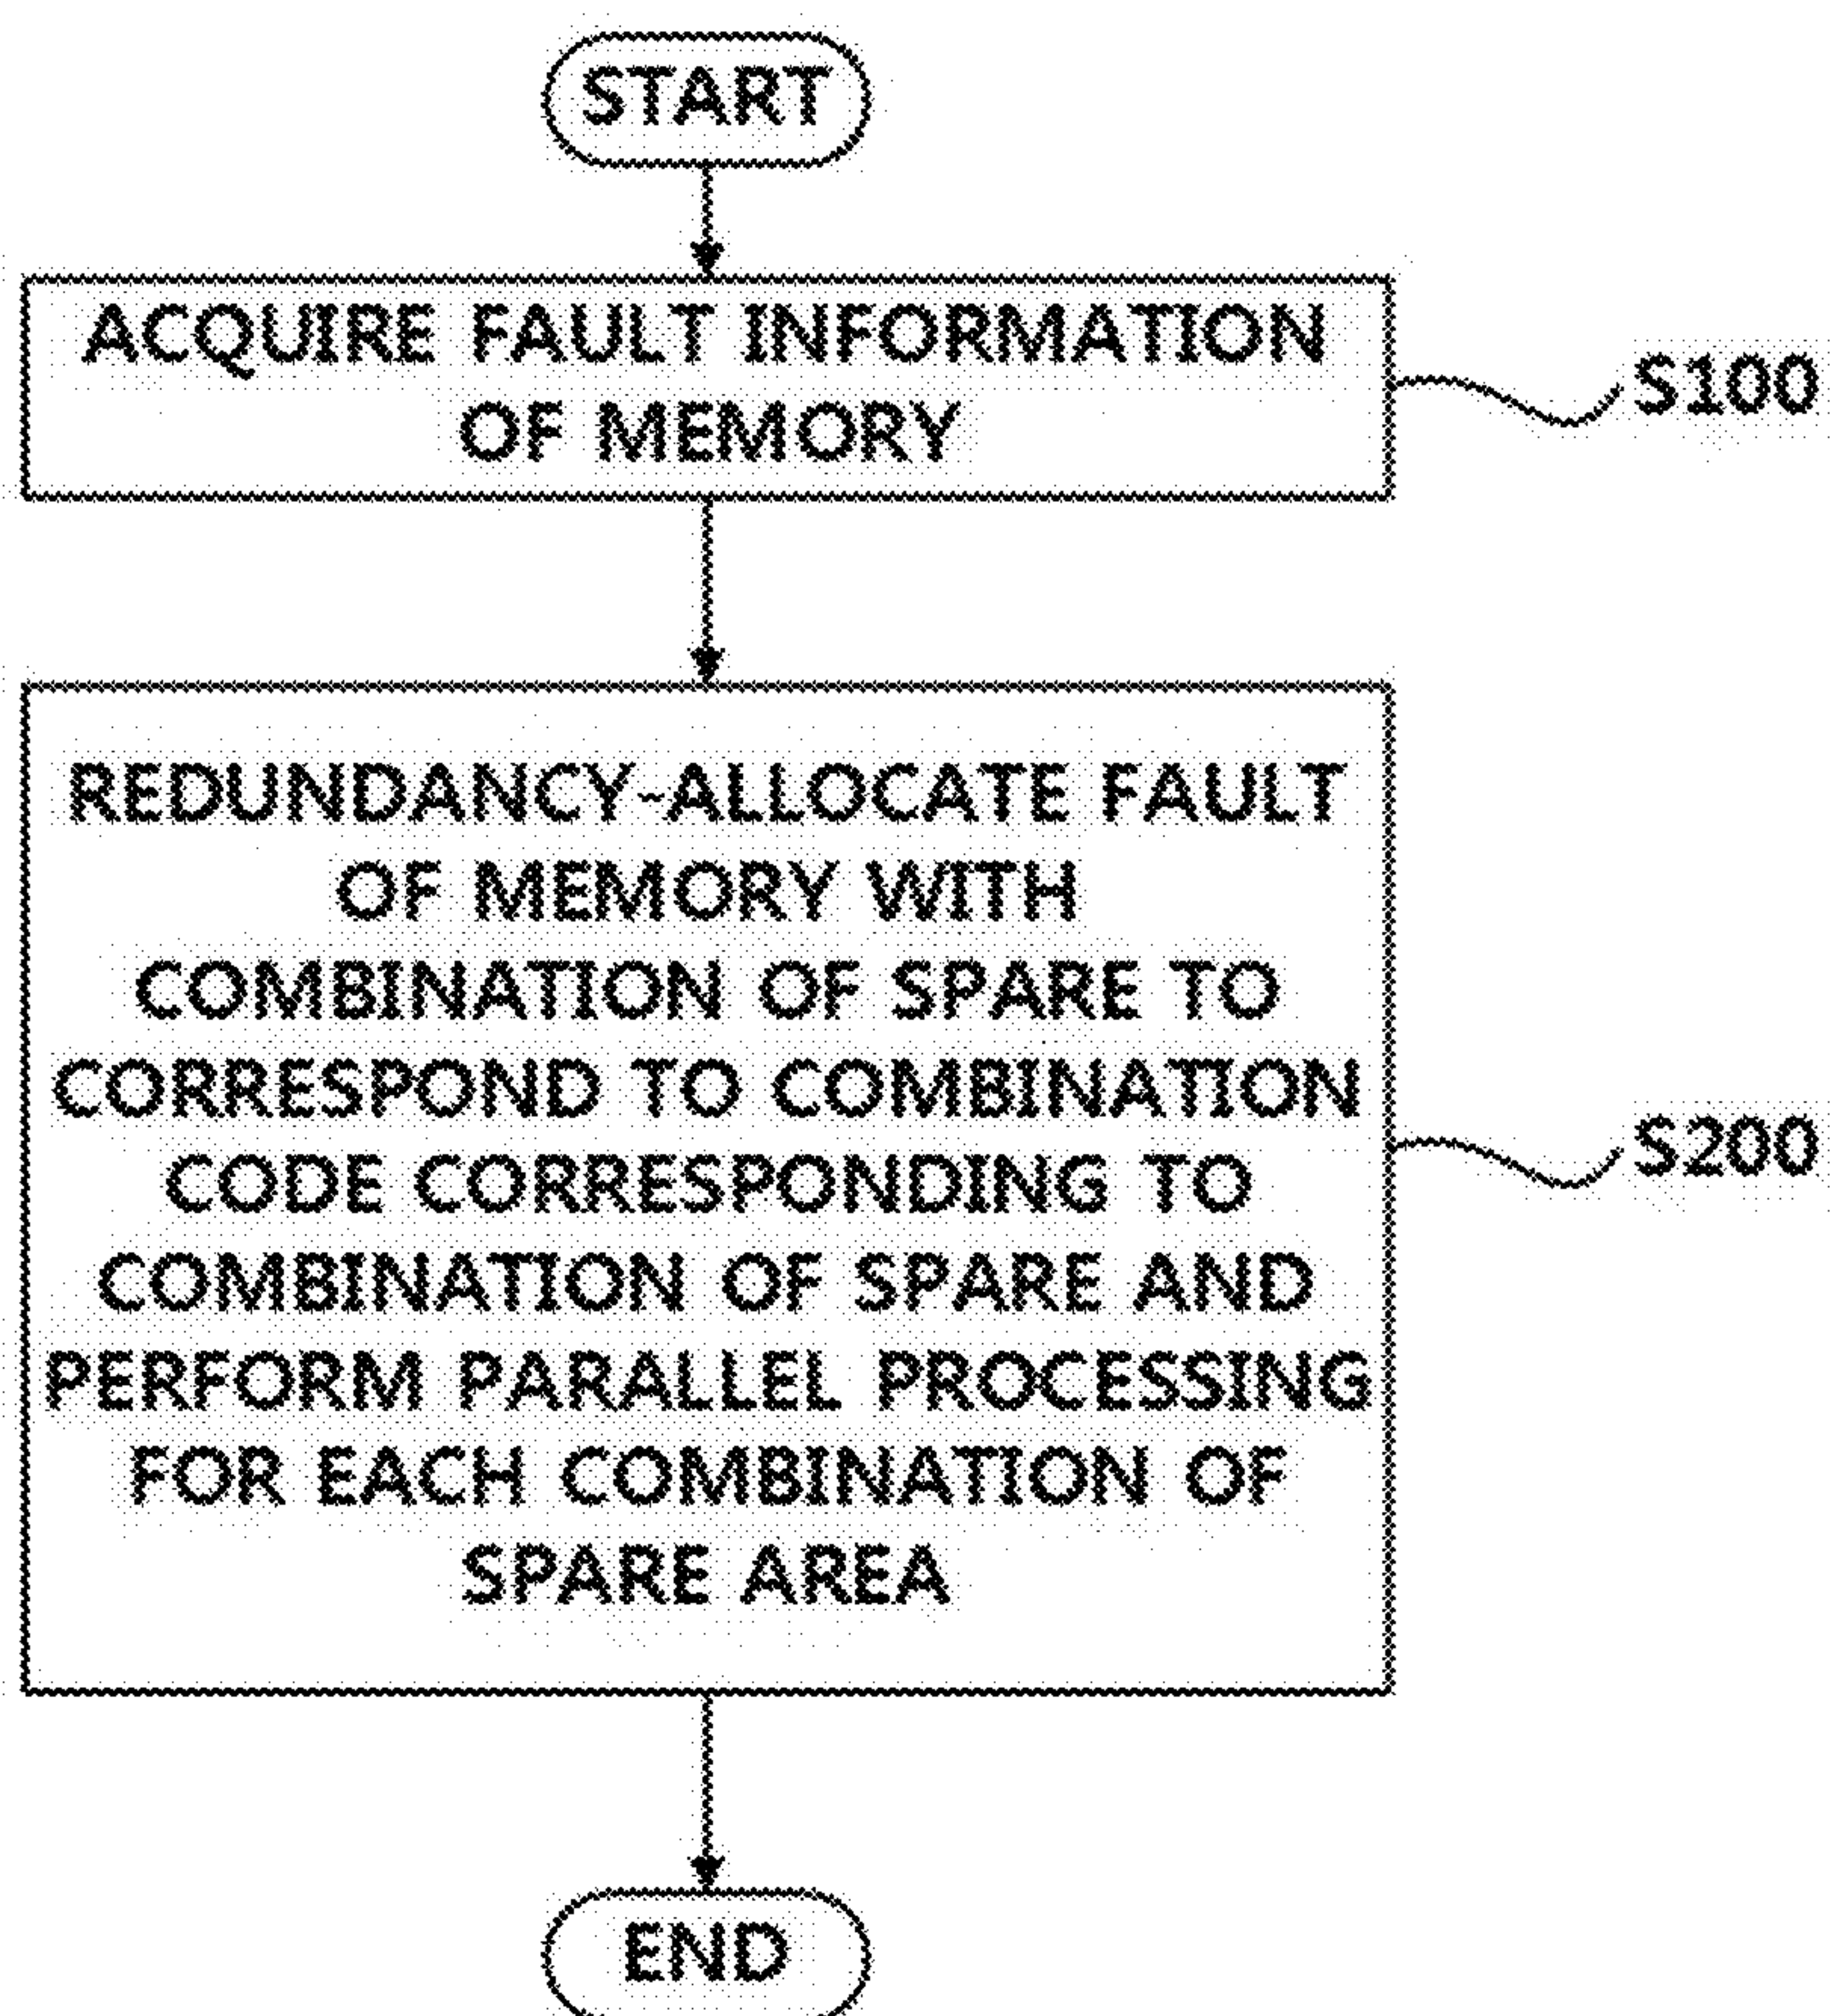 START
ACQUIRE FAULT INFORMATION
OF MEMORY
S100
REDUNDANCY-ALLOCATE FAULT
OF MEMORY WITH
COMBINATION OF SPARE TO
CORRESPOND TO COMBINATION
CODE CORRESPONDING TO
COMBINATION OF SPARE AND
PERFORM PARALLEL PROCESSING
FOR EACH COMBINATION OF
SPARE AREA
S200
END